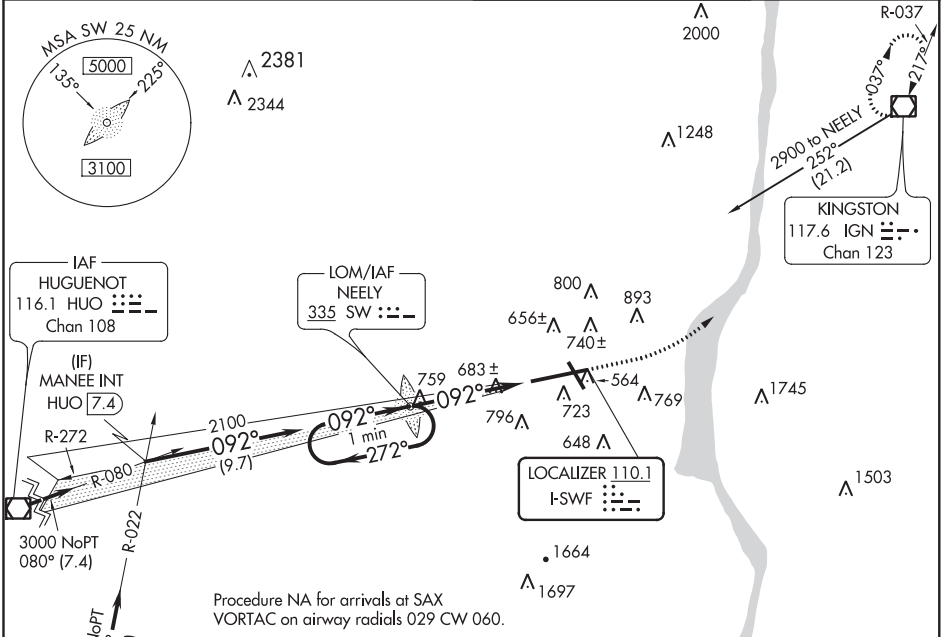 MSA SW 25 NM
5000
135°
225°
3100
2381
2344
2000
1248
R-037
037°
217°
2900 to NEELY
252°
(21.2)
KINGSTON
117.6 IGN
Chan 123
IAF
HUGUENOT
116.1 HUO
Chan 108
(IF)
MANEE INT
HUO 7.4
LOM/IAF
NEELY
335 SW
800
893
656±
740±
759
683±
564
769
1745
796
723
648
1503
2100
092°
(9.7)
092°
1 min
272°
092°
R-272
R-080
R-022
3000 NoPT
080° (7.4)
LOCALIZER 110.1
I-SWF
1664
1697
NoPT
Procedure NA for arrivals at SAX
VORTAC on airway radials 029 CW 060.